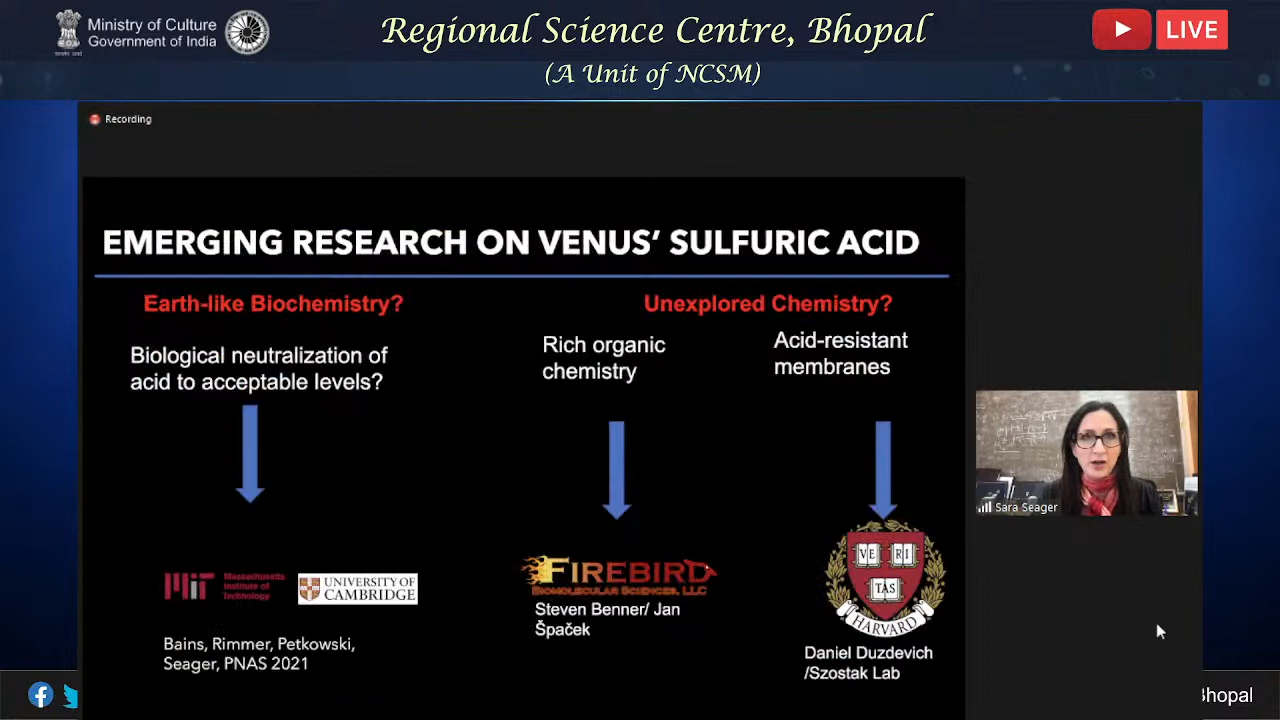 Ministry of Culture
Government of India
Regional Science Centre, Bhopal
(A Unit of NCSM)
LIVE
Recording
EMERGING RESEARCH ON VENUS’ SULFURIC ACID
Earth-like Biochemistry?
Biological neutralization of
acid to acceptable levels?
Massachusetts
Institute of
Technology
UNIVERSITY OF
CAMBRIDGE
Bains, Rimmer, Petkowski,
Seager, PNAS 2021
Unexplored Chemistry?
Rich organic
chemistry
FIREBIRD
BIOMOLECULAR SCIENCES, LLC
Steven Benner/ Jan
Špaček
Acid-resistant
membranes
VE RI
TAS
HARVARD
Daniel Duzdevich
/Szostak Lab
Sara Seager
Bhopal